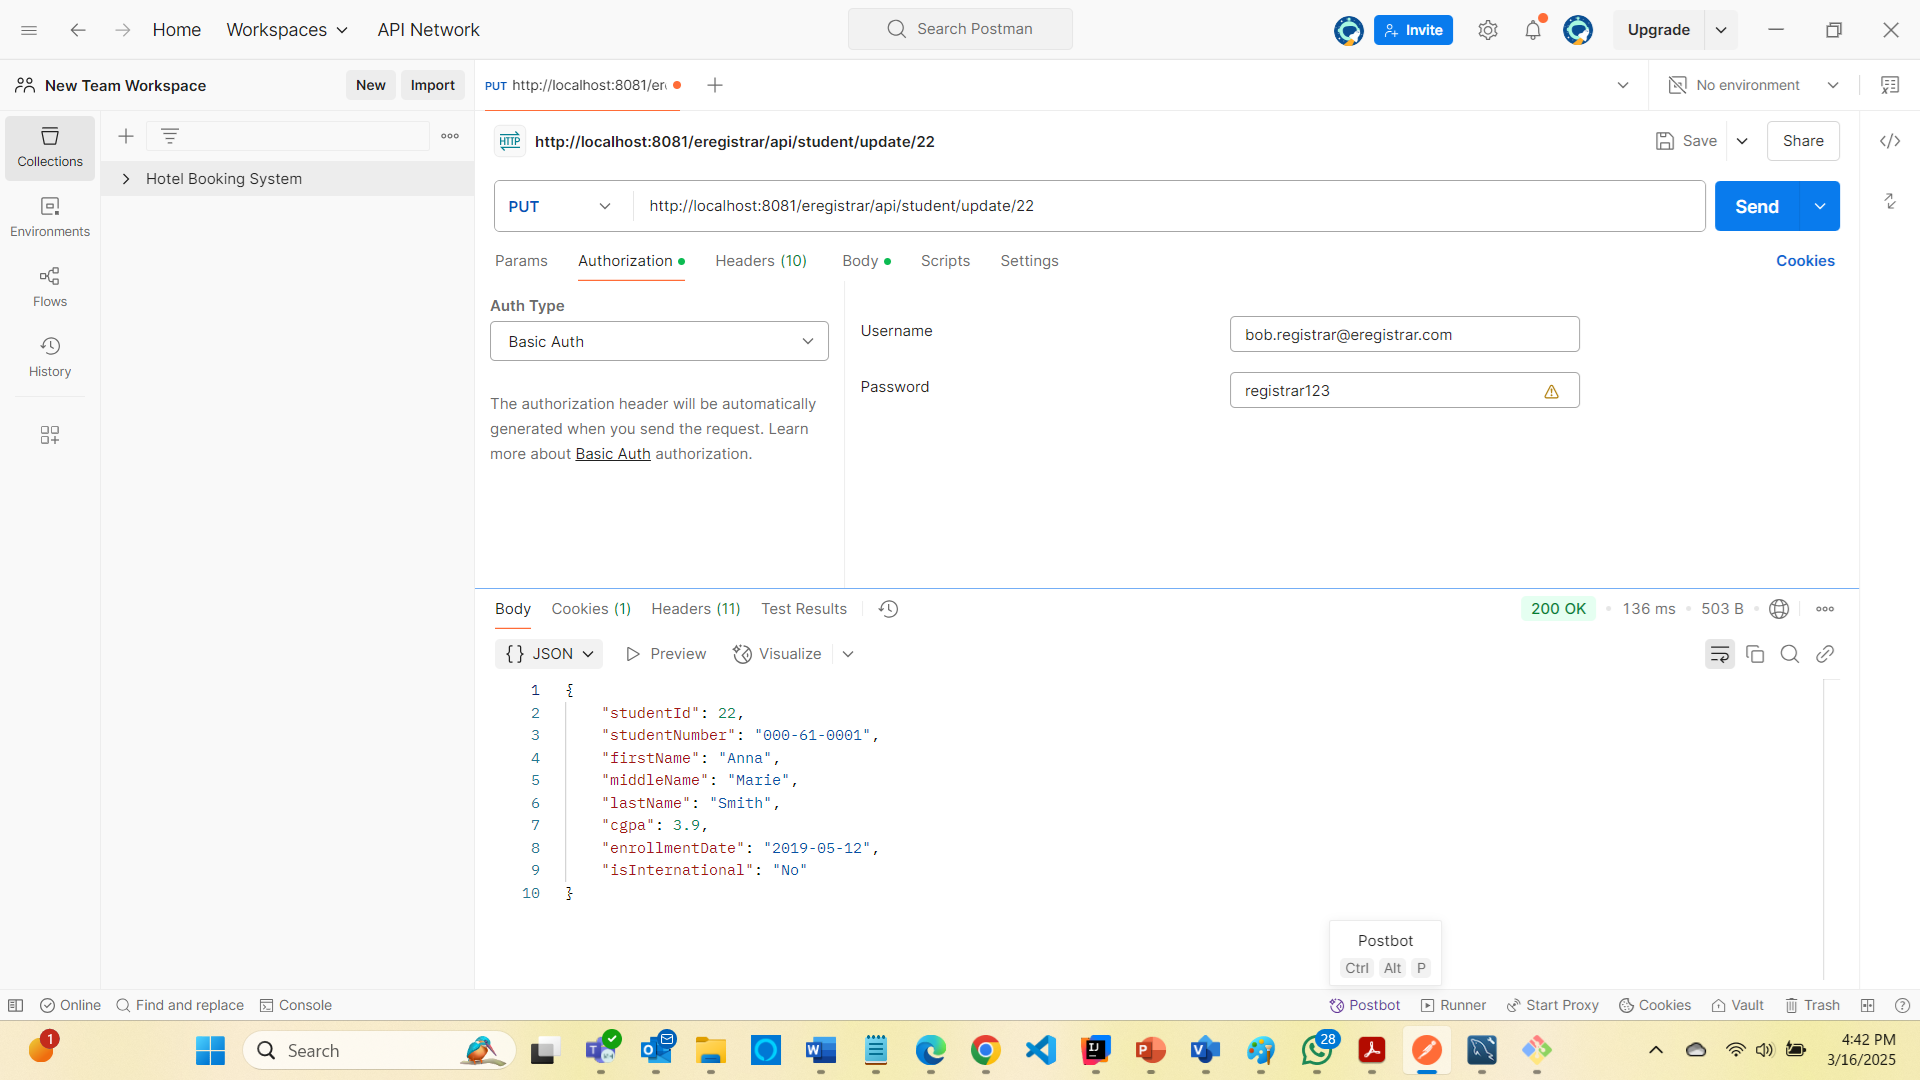 Home
Workspaces
API Network
Search Postman
Invite
Upgrade
New Team Workspace
New
Import
PUT http://localhost:8081/er
No environment
Collections
Environments
Flows
History
Hotel Booking System
HTTP http://localhost:8081/eregistrar/api/student/update/22
Save
Share
PUT
http://localhost:8081/eregistrar/api/student/update/22
Send
Params
Authorization
Headers (10)
Body
Scripts
Settings
Cookies
Auth Type
Basic Auth
The authorization header will be automatically
generated when you send the request. Learn
more about Basic Auth authorization.
Username
bob.registrar@eregistrar.com
Password
registrar123
Body
Cookies (1)
Headers (11)
Test Results
200 OK
136 ms
503 B
{} JSON
Preview
Visualize
1 {
2 "studentId": 22,
3 "studentNumber": "000-61-0001",
4 "firstName": "Anna",
5 "middleName": "Marie",
6 "lastName": "Smith",
7 "cgpa": 3.9,
8 "enrollmentDate": "2019-05-12",
9 "isInternational": "No"
10 }
Postbot
Ctrl Alt P
Online
Find and replace
Console
Postbot
Runner
Start Proxy
Cookies
Vault
Trash
1
Search
28
4:42 PM
3/16/2025